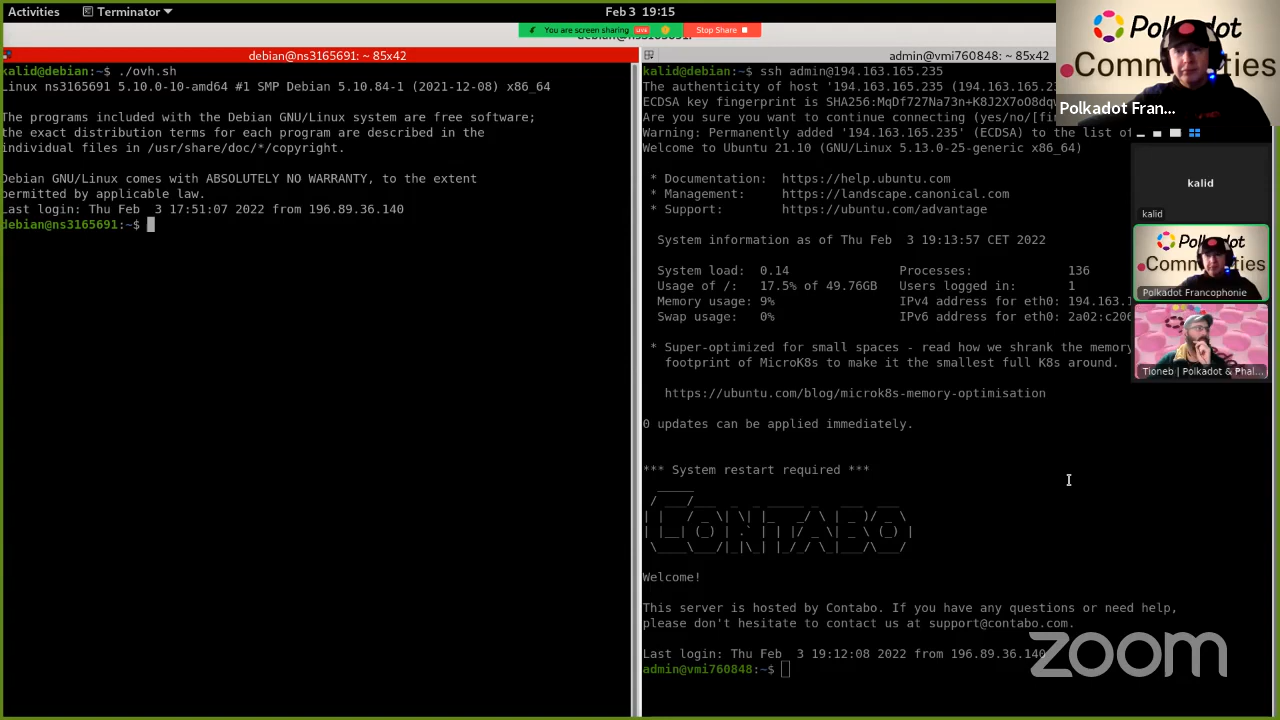 Activities Terminator Feb 3 19:15
You are screen sharing LIVE Stop Share
debian@ns3165691: ~ 85x42
kalid@debian:~$ ./ovh.sh
Linux ns3165691 5.10.0-10-amd64 #1 SMP Debian 5.10.84-1 (2021-12-08) x86_64
The programs included with the Debian GNU/Linux system are free software;
the exact distribution terms for each program are described in the
individual files in /usr/share/doc/*/copyright.
Debian GNU/Linux comes with ABSOLUTELY NO WARRANTY, to the extent
permitted by applicable law.
Last login: Thu Feb  3 17:51:07 2022 from 196.89.36.140
debian@ns3165691:~$
admin@vmi760848: ~ 85x42
kalid@debian:~$ ssh admin@194.163.165.235
The authenticity of host '194.163.165.235 (194.163.165.23
ECDSA key fingerprint is
Are you sure you want to continue connecting (yes/no/[fin
Warning: Permanently added '194.163.165.235' (ECDSA) to the list of
Welcome to Ubuntu 21.10 (GNU/Linux 5.13.0-25-generic x86_64)
* Documentation:  https://help.ubuntu.com
* Management:     https://landscape.canonical.com
* Support:        https://ubuntu.com/advantage
System information as of Thu Feb  3 19:13:57 CET 2022
System load:  0.14 Processes: 136
Usage of /:   17.5% of 49.76GB Users logged in: 1
Memory usage: 9% IPv4 address for eth0: 194.163.1
Swap usage:   0% IPv6 address for eth0: 2a02:c206
* Super-optimized for small spaces - read how we shrank the memory
footprint of MicroK8s to make it the smallest full K8s around.
https://ubuntu.com/blog/microk8s-memory-optimisation
0 updates can be applied immediately.
*** System restart required ***
CONTABO
Welcome!
This server is hosted by Contabo. If you have any questions or need help,
please don't hesitate to contact us at support@contabo.com.
Last login: Thu Feb  3 19:12:08 2022 from 196.89.36.140
admin@vmi760848:~$
Polkadot
Comm ies
Polkadot Fran...
kalid
kalid
Polkadot
Comm ties
Polkadot Francophonie
Tioneb | Polkadot & Phal...
zoom